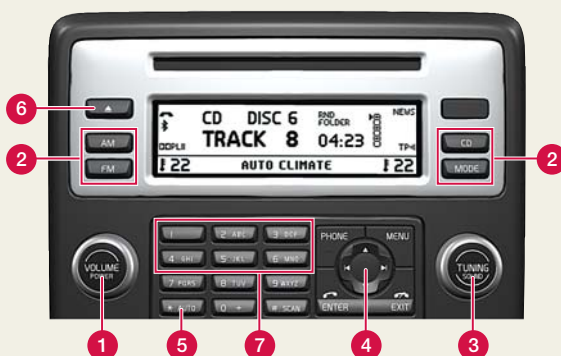 6
CD DISC 6 RND FOLDER NEWS
TRACK 8 04:23
DDPLII TP
22 AUTO CLIMATE 22
2
AM
FM
CD
MODE
2
1
2 ABC
3 DEF
4 GHI
5 JKL
6 MNO
7 PQRS
8 TUV
9 WXYZ
* AUTO
0 +
# SCAN
PHONE
MENU
ENTER
EXIT
VOLUME
POWER
TUNING
SOUND
1
5
7
4
3